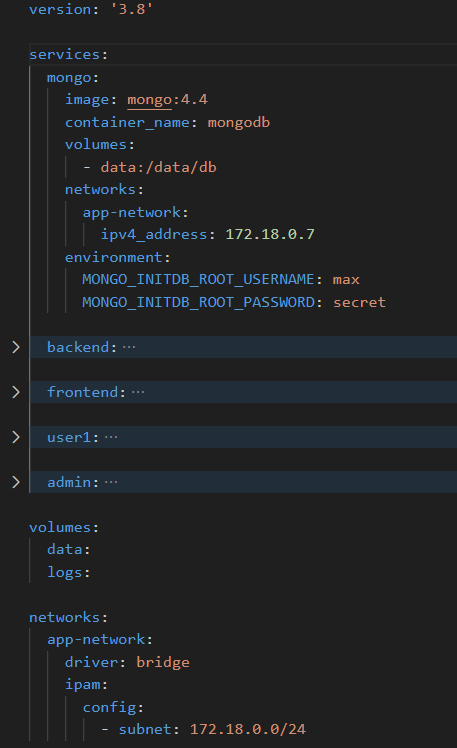 version: '3.8'

services:
  mongo:
    image: mongo:4.4
    container_name: mongodb
    volumes:
      - data:/data/db
    networks:
      app-network:
        ipv4_address: 172.18.0.7
    environment:
      MONGO_INITDB_ROOT_USERNAME: max
      MONGO_INITDB_ROOT_PASSWORD: secret

  backend:···

  frontend:···

  user1:···

  admin:···

volumes:
  data:
  logs:

networks:
  app-network:
    driver: bridge
    ipam:
      config:
        - subnet: 172.18.0.0/24